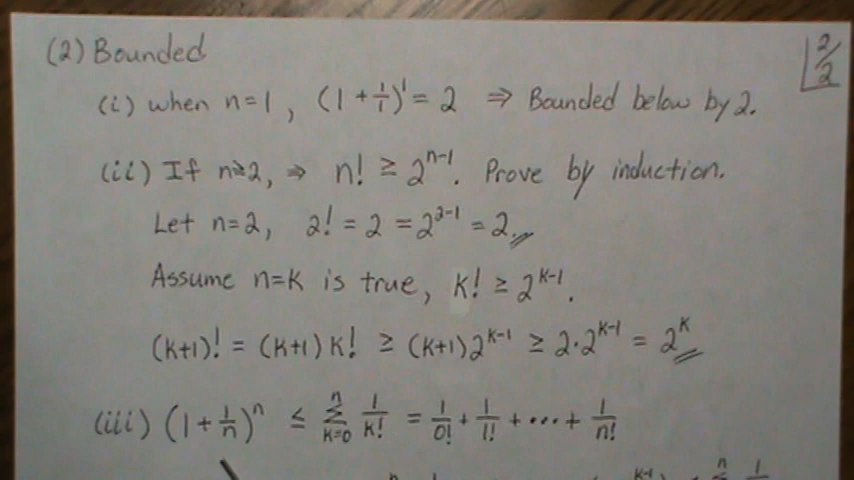 (2) Bounded
2/2
(i) when n=1, (1+1/1)^1 = 2 ⇒ Bounded below by 2.
(ii) If n≥2, ⇒ n! ≥ 2^{n-1}. Prove by induction.
Let n=2, 2! = 2 = 2^{2-1} = 2.
Assume n=k is true, k! ≥ 2^{k-1}.
(k+1)! = (k+1) k! ≥ (k+1)2^{k-1} ≥ 2·2^{k-1} = 2^k
(iii) (1+1/n)^n ≤ ∑_{k=0}^{n} 1/k! = 1/0! + 1/1! + ··· + 1/n!